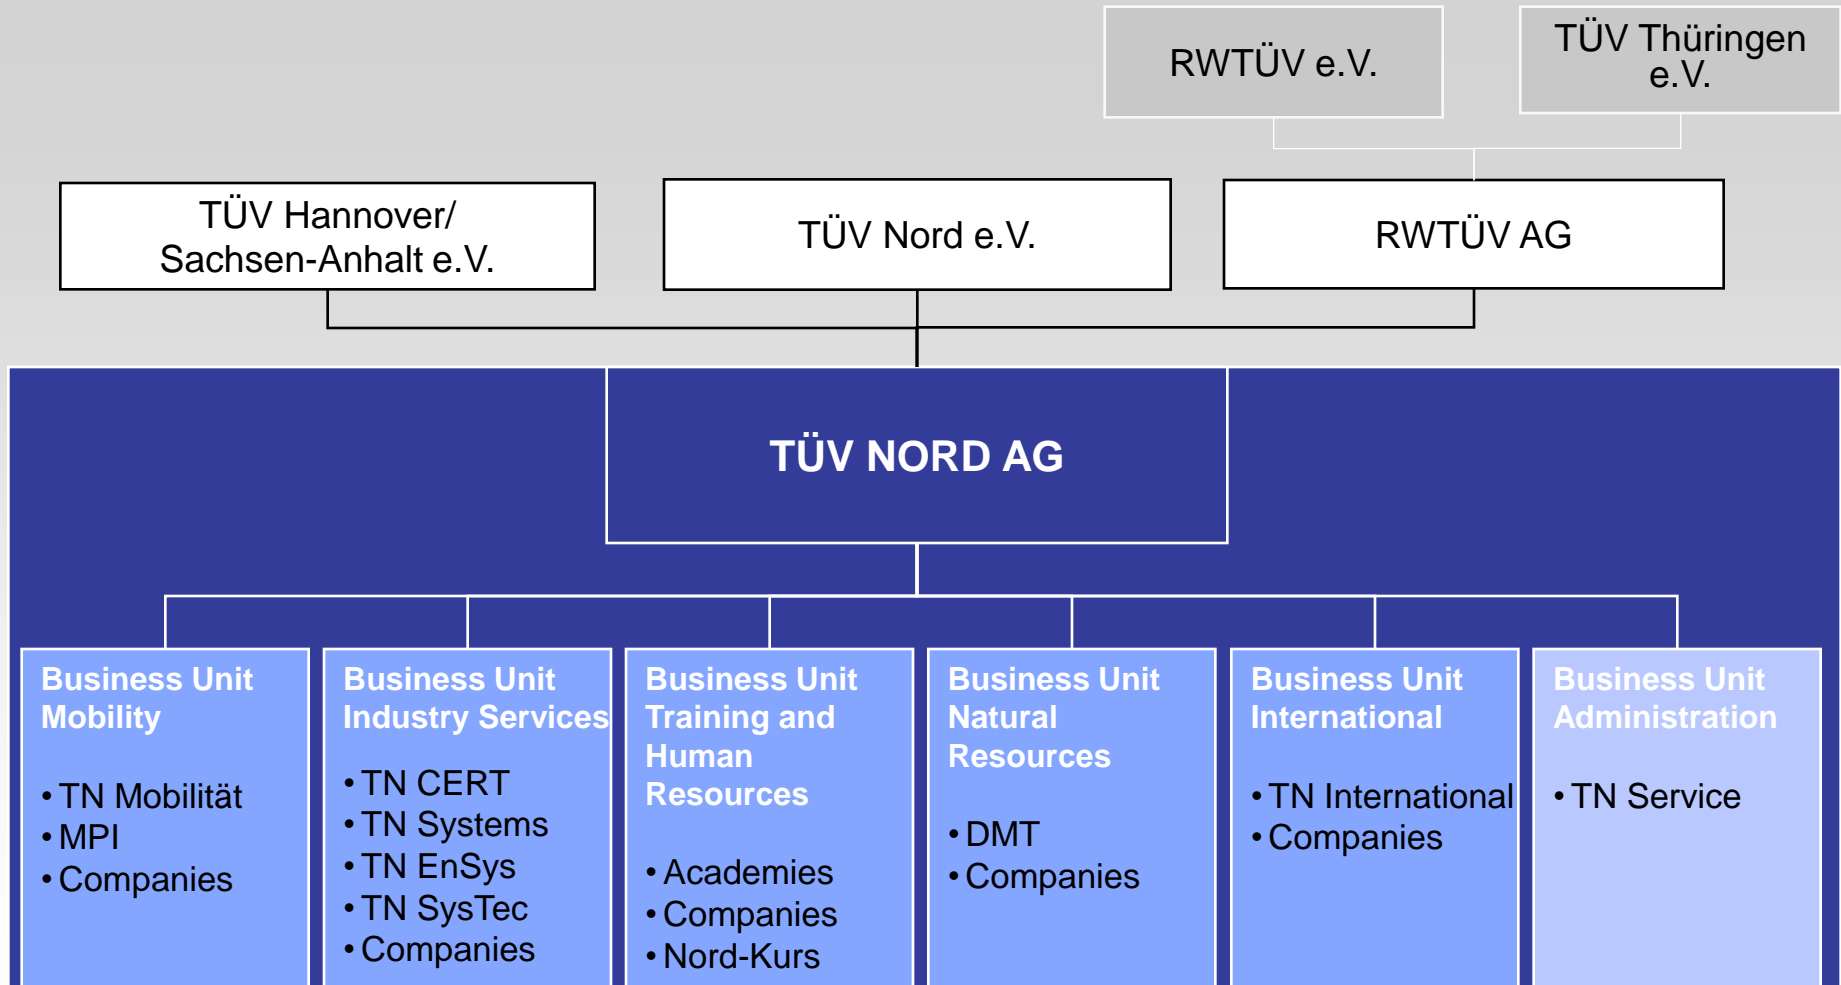 RWTÜV e.V.
TÜV Thüringen
e.V.
TÜV Hannover/
Sachsen-Anhalt e.V.
TÜV Nord e.V.
RWTÜV AG
TÜV NORD AG
Business Unit
Mobility
• TN Mobilität
• MPI
• Companies
Business Unit
Industry Services
• TN CERT
• TN Systems
• TN EnSys
• TN SysTec
• Companies
Business Unit
Training and
Human
Resources
• Academies
• Companies
• Nord-Kurs
Business Unit
Natural
Resources
• DMT
• Companies
Business Unit
International
• TN International
• Companies
Business Unit
Administration
• TN Service